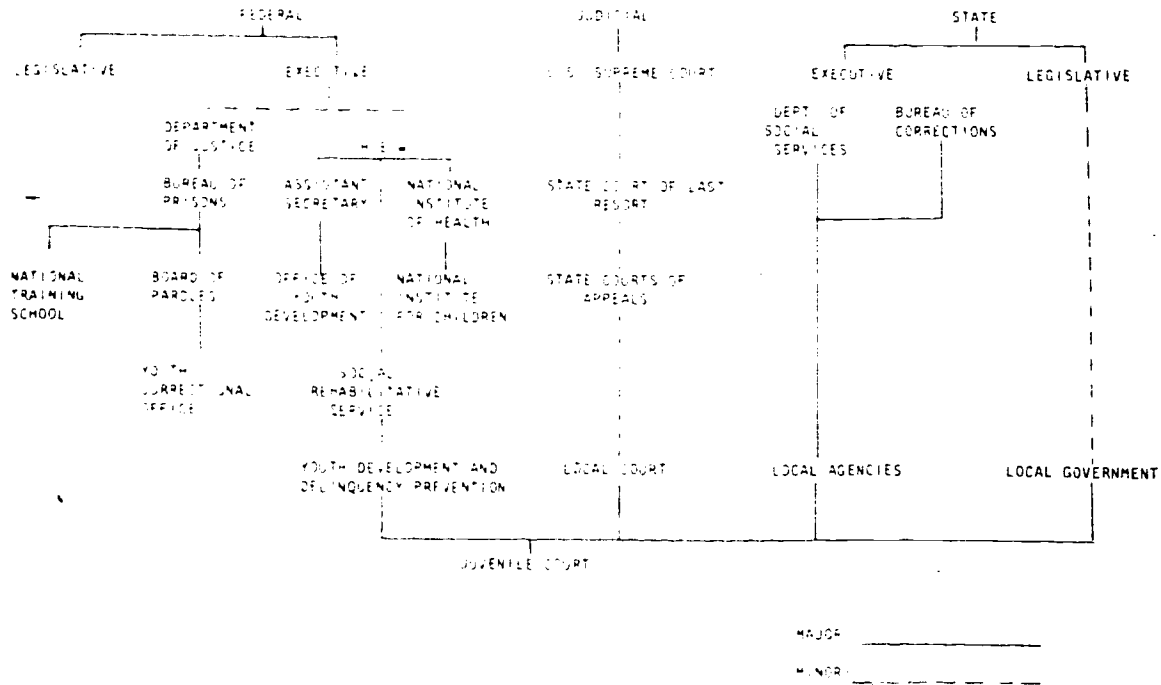 FEDERAL
JUDICIAL
STATE
LEGISLATIVE
EXECUTIVE
U.S. SUPREME COURT
EXECUTIVE
LEGISLATIVE
DEPARTMENT
OF JUSTICE
H E W
DEPT. OF
SOCIAL
SERVICES
BUREAU OF
CORRECTIONS
BUREAU OF
PRISONS
ASSISTANT
SECRETARY
NATIONAL
INSTITUTE
OF HEALTH
STATE COURT OF LAST
RESORT
NATIONAL
TRAINING
SCHOOL
BOARD OF
PAROLES
OFFICE OF
YOUTH
DEVELOPMENT
NATIONAL
INSTITUTE
FOR CHILDREN
STATE COURTS OF
APPEALS
YOUTH
CORRECTIONAL
OFFICE
SOCIAL
REHABILITATIVE
SERVICE
YOUTH DEVELOPMENT AND
DELINQUENCY PREVENTION
LOCAL COURT
LOCAL AGENCIES
LOCAL GOVERNMENT
JUVENILE COURT
MAJOR
MINOR